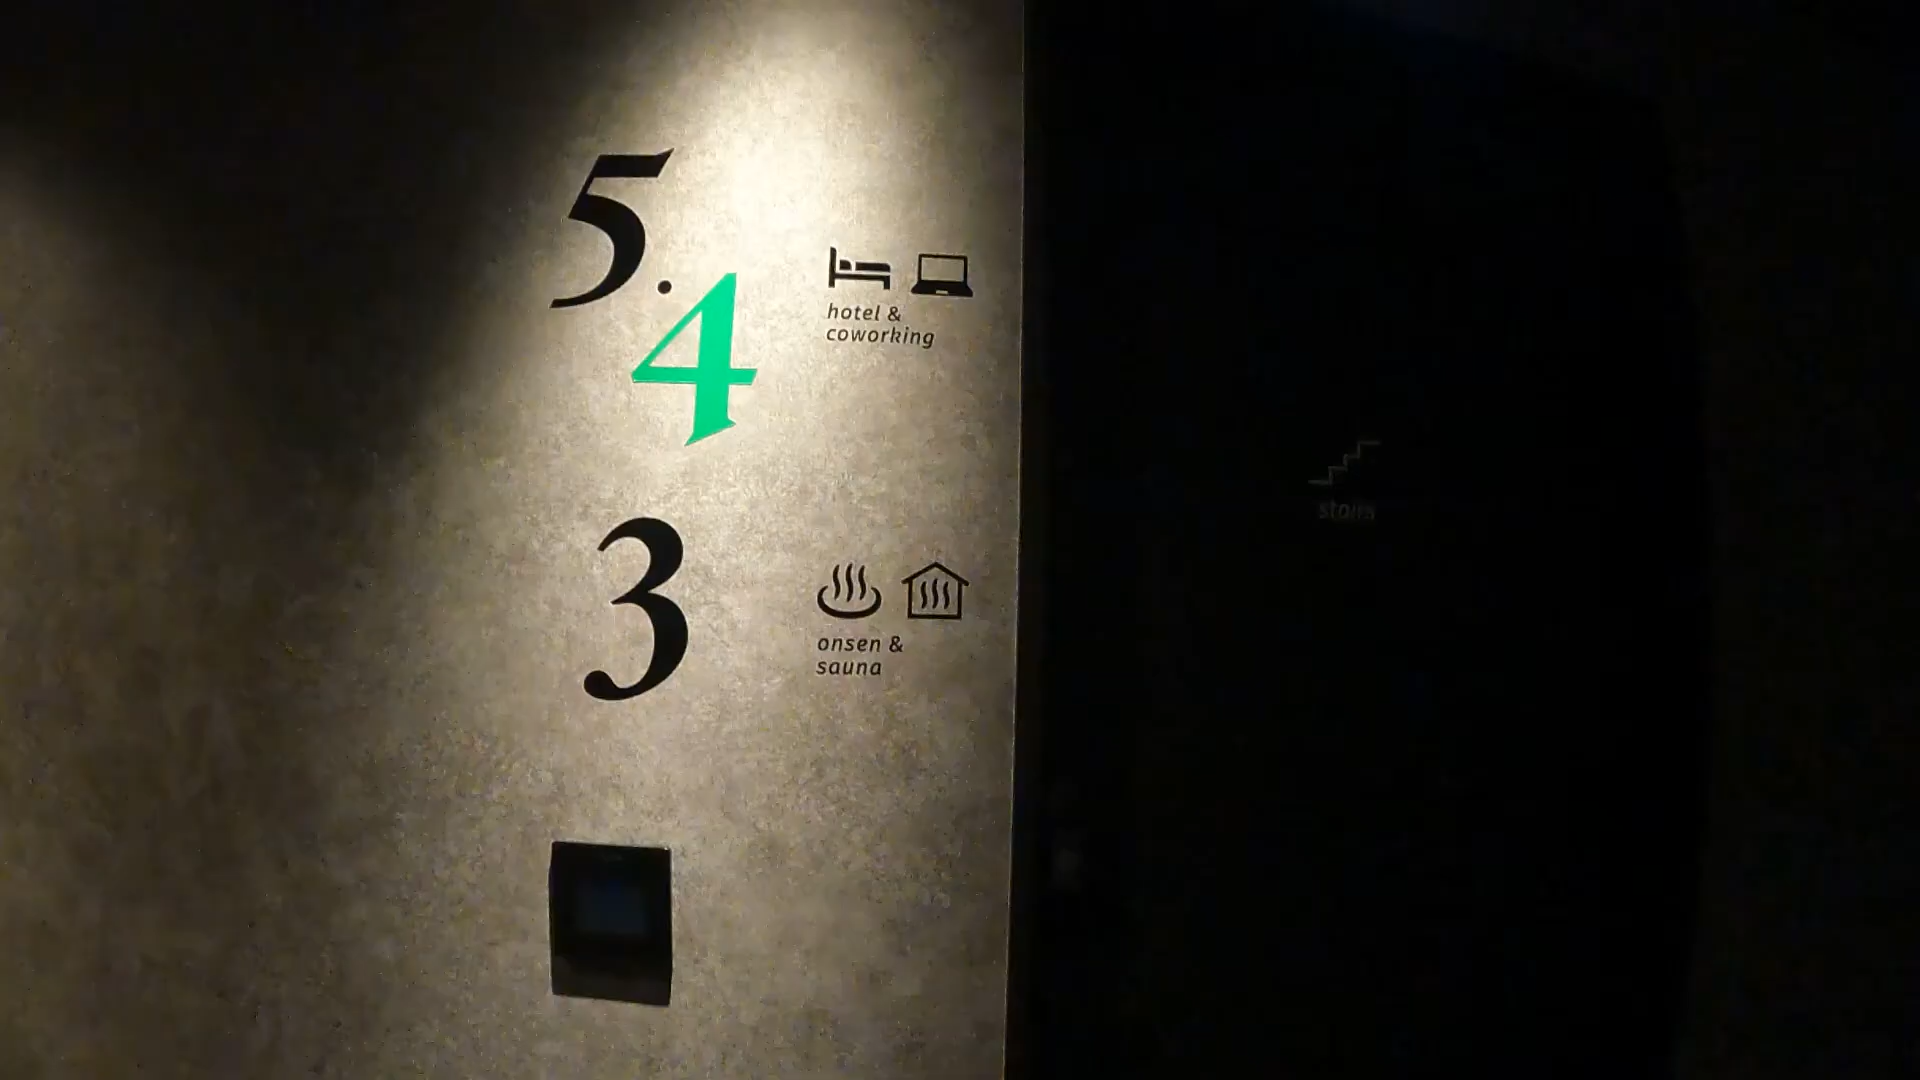 5.
4
hotel &
coworking
3
onsen &
sauna
stairs